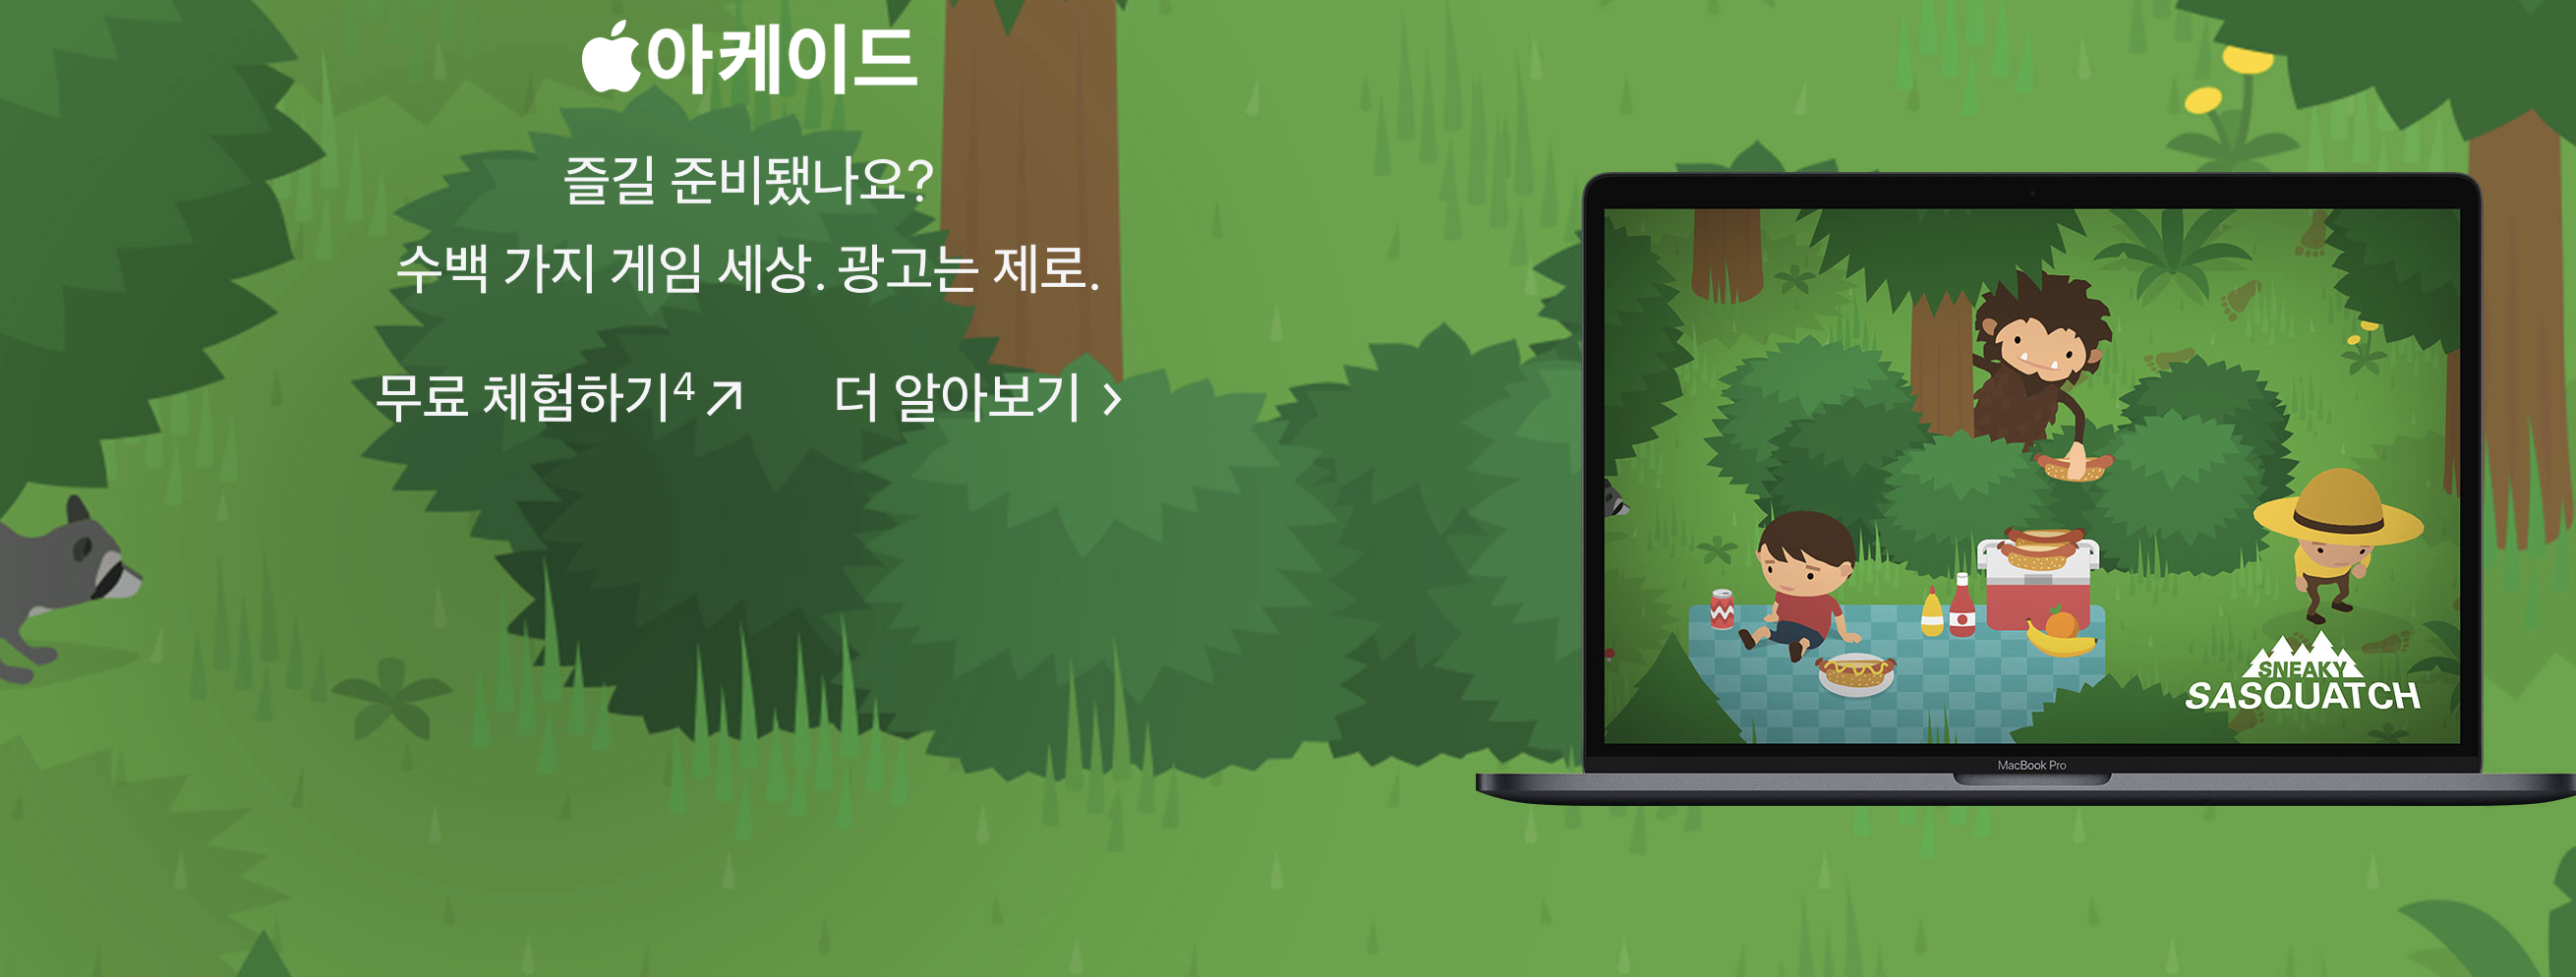 아케이드
즐길 준비됐나요?
수백 가지 게임 세상. 광고는 제로.
무료 체험하기4 더 알아보기
SNEAKY
SASQUATCH
MacBook Pro